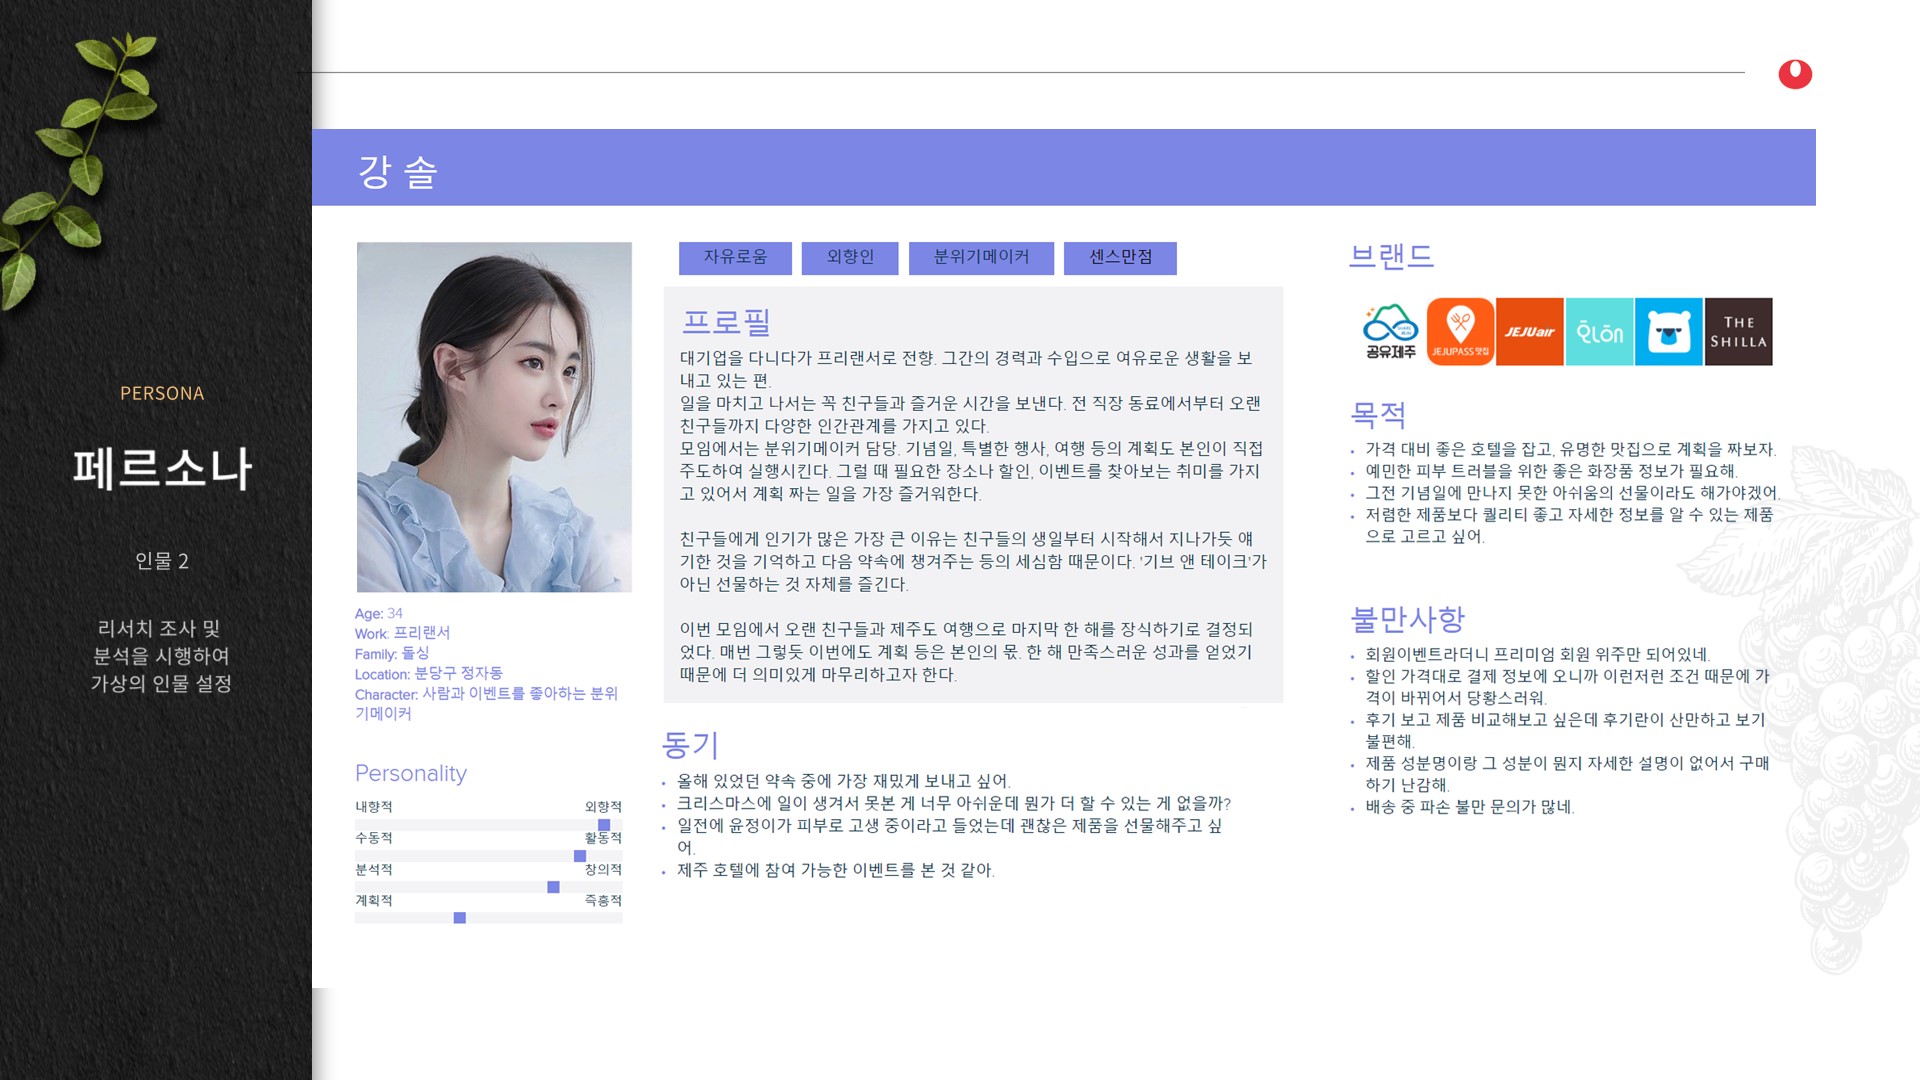 PERSONA
페르소나
인물 2
리서치 조사 및
분석을 시행하여
가상의 인물 설정
강 솔
Age: 34
Work: 프리랜서
Family: 돌싱
Location: 분당구 정자동
Character: 사람과 이벤트를 좋아하는 분위
기메이커
Personality
내향적 외향적
수동적 활동적
분석적 창의적
계획적 즉흥적
자유로움 외향인 분위기메이커 센스만점
프로필
대기업을 다니다가 프리랜서로 전향. 그간의 경력과 수입으로 여유로운 생활을 보
내고 있는 편.
일을 마치고 나서는 꼭 친구들과 즐거운 시간을 보낸다. 전 직장 동료에서부터 오랜
친구들까지 다양한 인간관계를 가지고 있다.
모임에서는 분위기메이커 담당. 기념일, 특별한 행사, 여행 등의 계획도 본인이 직접
주도하여 실행시킨다. 그럴 때 필요한 장소나 할인, 이벤트를 찾아보는 취미를 가지
고 있어서 계획 짜는 일을 가장 즐거워한다.
친구들에게 인기가 많은 가장 큰 이유는 친구들의 생일부터 시작해서 지나가듯 얘
기한 것을 기억하고 다음 약속에 챙겨주는 등의 세심함 때문이다. '기브 앤 테이크'가
아닌 선물하는 것 자체를 즐긴다.
이번 모임에서 오랜 친구들과 제주도 여행으로 마지막 한 해를 장식하기로 결정되
었다. 매번 그렇듯 이번에도 계획 등은 본인의 몫. 한 해 만족스러운 성과를 얻었기
때문에 더 의미있게 마무리하고자 한다.
동기
• 올해 있었던 약속 중에 가장 재밌게 보내고 싶어.
• 크리스마스에 일이 생겨서 못본 게 너무 아쉬운데 뭔가 더 할 수 있는 게 없을까?
• 일전에 윤정이가 피부로 고생 중이라고 들었는데 괜찮은 제품을 선물해주고 싶
어.
• 제주 호텔에 참여 가능한 이벤트를 본 것 같아.
브랜드
공유제주
JEJUPASS 맛집
JEJUair
THE
SHILLA
목적
• 가격 대비 좋은 호텔을 잡고, 유명한 맛집으로 계획을 짜보자.
• 예민한 피부 트러블을 위한 좋은 화장품 정보가 필요해.
• 그전 기념일에 만나지 못한 아쉬움의 선물이라도 해가야겠어.
• 저렴한 제품보다 퀄리티 좋고 자세한 정보를 알 수 있는 제품
으로 고르고 싶어.
불만사항
• 회원이벤트라더니 프리미엄 회원 위주만 되어있네.
• 할인 가격대로 결제 정보에 오니까 이런저런 조건 때문에 가
격이 바뀌어서 당황스러워.
• 후기 보고 제품 비교해보고 싶은데 후기란이 산만하고 보기
불편해.
• 제품 성분명이랑 그 성분이 뭔지 자세한 설명이 없어서 구매
하기 난감해.
• 배송 중 파손 불만 문의가 많네.